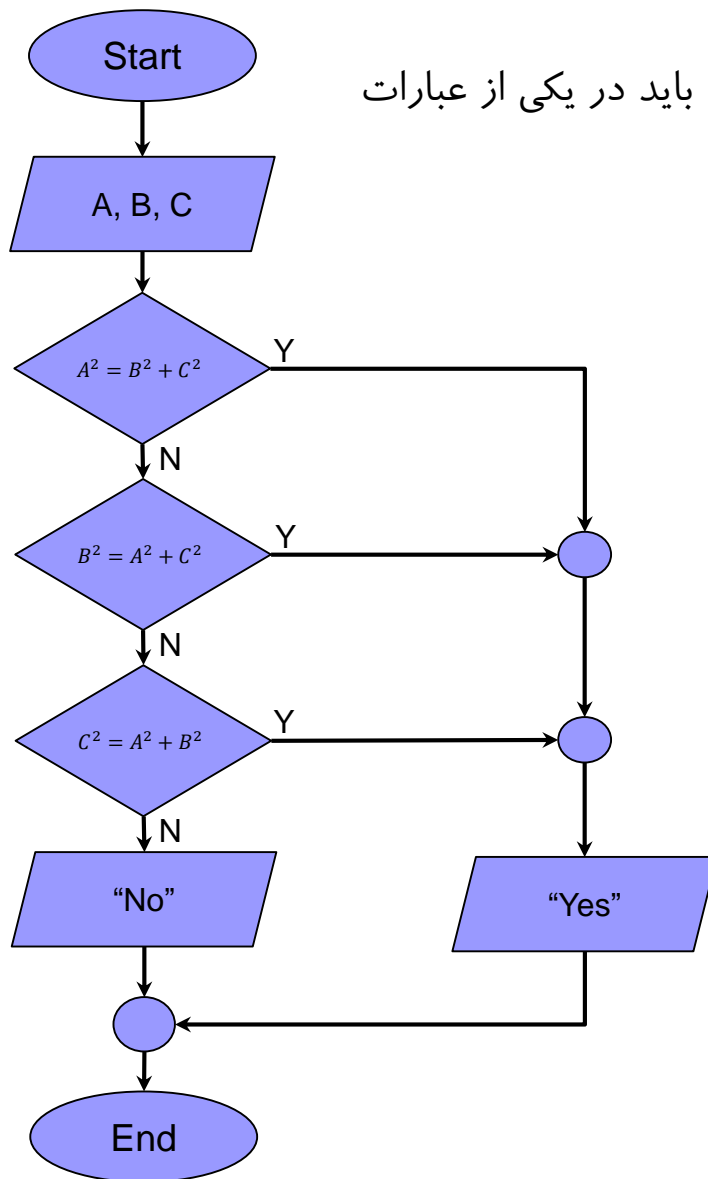 Start
باید در یکی از عبارات
A, B, C
A² = B² + C²
Y
N
B² = A² + C²
Y
N
C² = A² + B²
Y
N
“No”
“Yes”
End